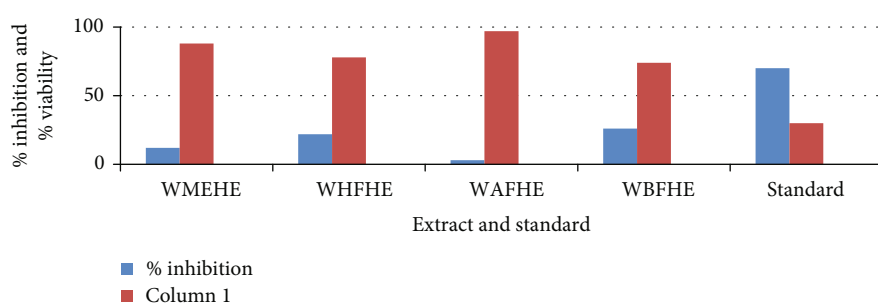 % inhibition and
% viability
100
50
0
WMEHE WHFHE WAFHE WBFHE Standard
Extract and standard
% inhibition
Column 1